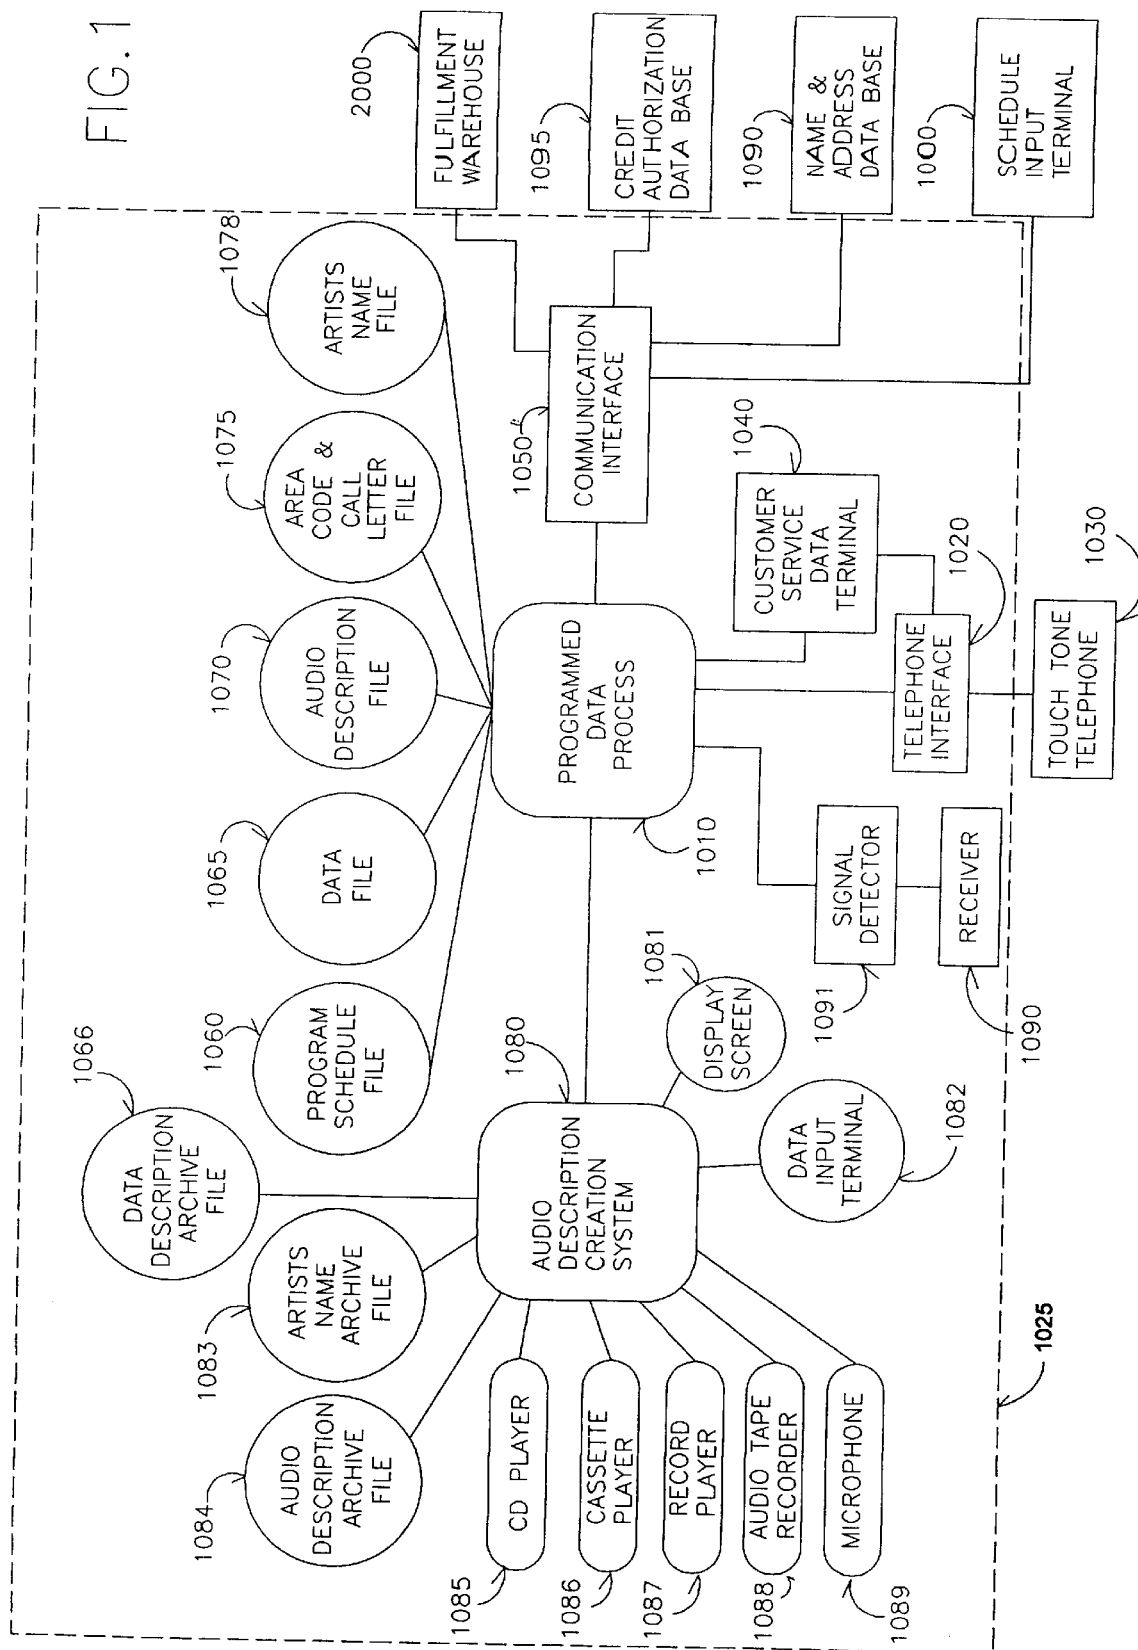 FIG. 1
DATA
DESCRIPTION
ARCHIVE
FILE
1066
ARTISTS
NAME
ARCHIVE
FILE
1083
AUDIO
DESCRIPTION
ARCHIVE
FILE
1084
PROGRAM
SCHEDULE
FILE
1060
DATA
FILE
1065
AUDIO
DESCRIPTION
FILE
1070
AREA
CODE &
CALL
LETTER
FILE
1075
ARTISTS
NAME
FILE
1078
CD PLAYER
1085
CASSETTE
PLAYER
1086
RECORD
PLAYER
1087
AUDIO TAPE
RECORDER
1088
MICROPHONE
1089
AUDIO
DESCRIPTION
CREATION
SYSTEM
1080
DISPLAY
SCREEN
1081
DATA
INPUT
TERMINAL
1082
PROGRAMMED
DATA
PROCESS
1010
COMMUNICATION
INTERFACE
1050
FULFILLMENT
WAREHOUSE
2000
CREDIT
AUTHORIZATION
DATA BASE
1095
NAME &
ADDRESS
DATA BASE
1090
SCHEDULE
INPUT
TERMINAL
1000
CUSTOMER
SERVICE
DATA
TERMINAL
1040
TELEPHONE
INTERFACE
1020
TOUCH TONE
TELEPHONE
1030
SIGNAL
DETECTOR
1091
RECEIVER
1090
1025